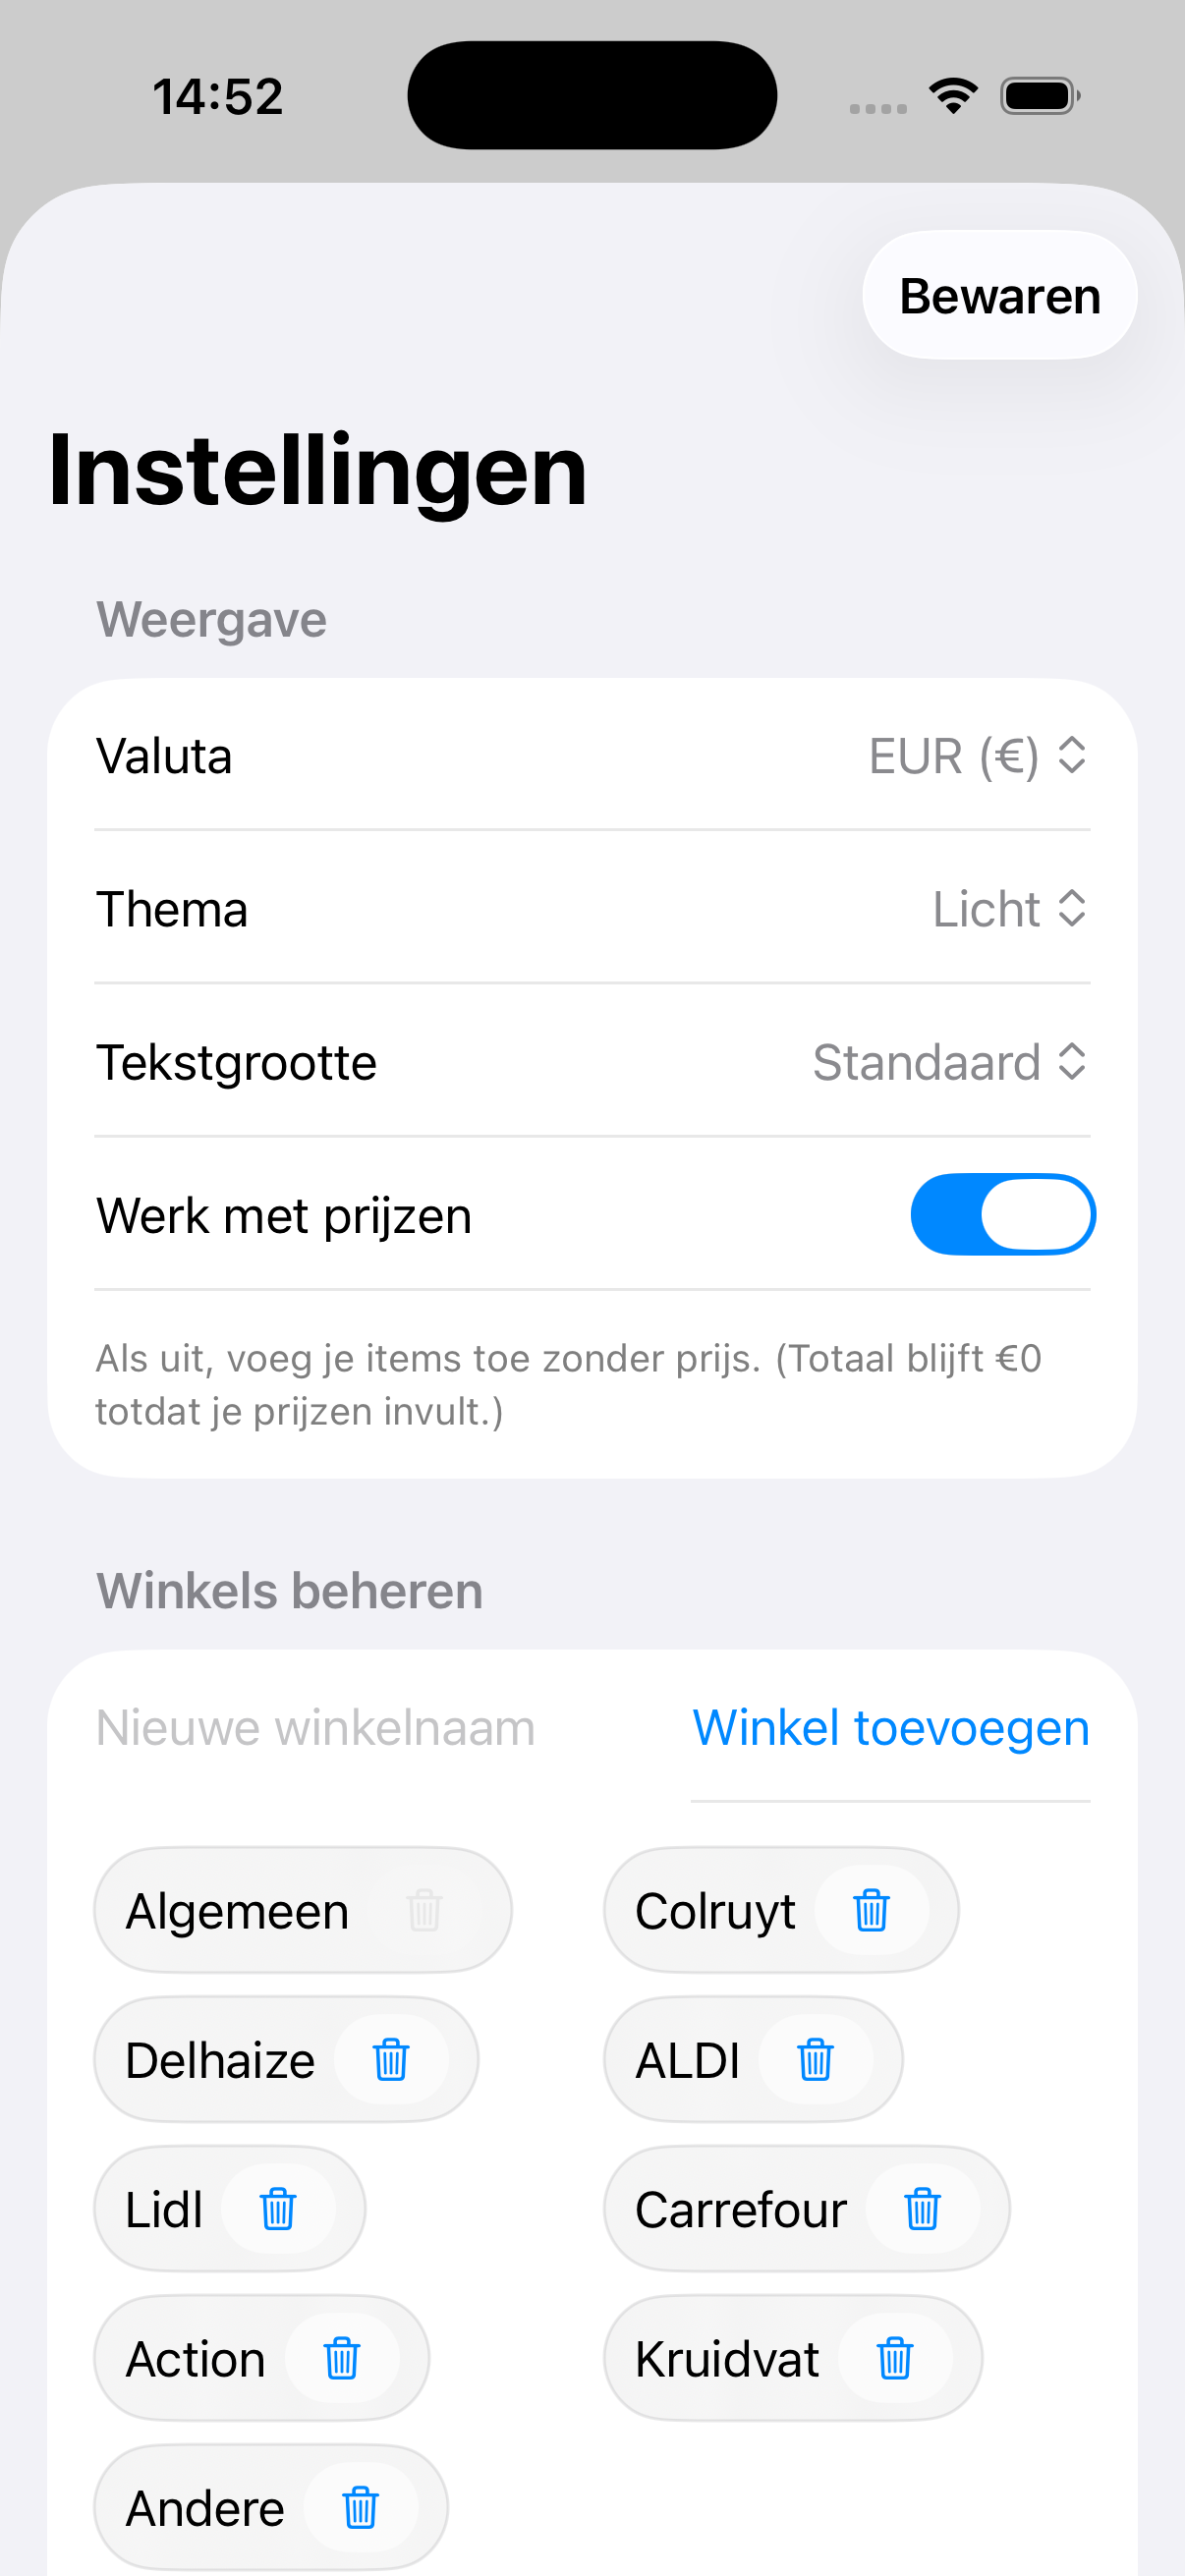 14:52
Bewaren
Instellingen
Weergave
Valuta EUR (€)
Thema Licht
Tekstgrootte Standaard
Werk met prijzen
Als uit, voeg je items toe zonder prijs. (Totaal blijft €0
totdat je prijzen invult.)
Winkels beheren
Nieuwe winkelnaam Winkel toevoegen
Algemeen Colruyt
Delhaize ALDI
Lidl Carrefour
Action Kruidvat
Andere